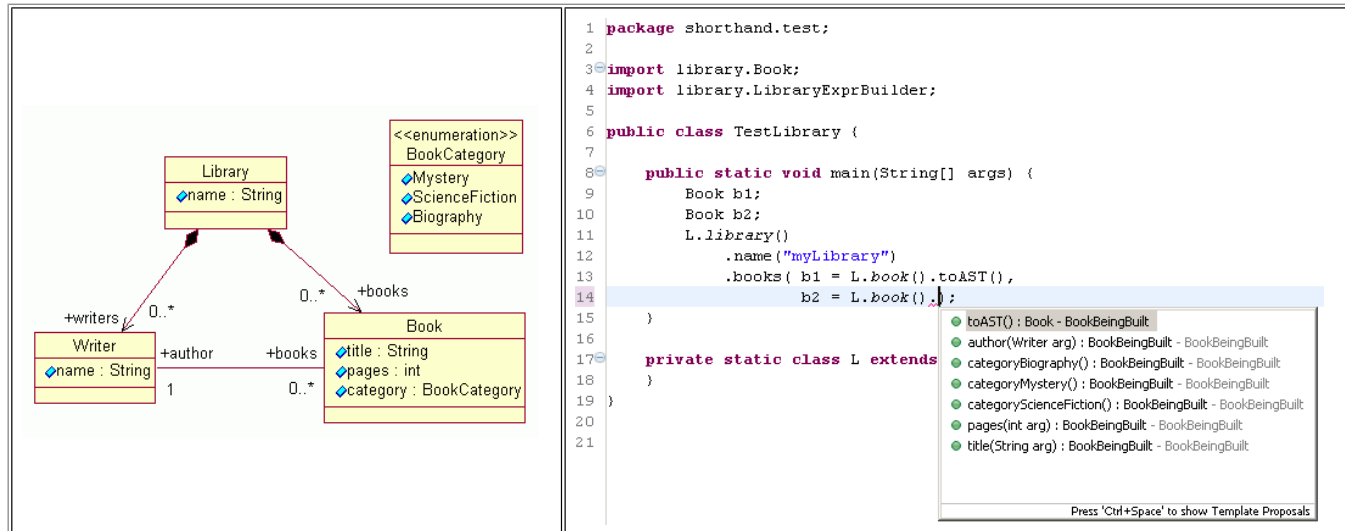 <<enumeration>>
BookCategory
Mystery
ScienceFiction
Biography
Library
name : String
+writers
0..*
0..*
+books
Writer
name : String
+author
1
+books
0..*
Book
title : String
pages : int
category : BookCategory
1 package shorthand.test;
2
3 import library.Book;
4 import library.LibraryExprBuilder;
5
6 public class TestLibrary {
7
8 public static void main(String[] args) {
9 Book b1;
10 Book b2;
11 L.library()
12 .name("myLibrary")
13 .books( b1 = L.book().toAST(),
14 b2 = L.book().);
15 }
16
17 private static class L extends
18 }
19 }
20
21
toAST() : Book - BookBeingBuilt
author(Writer arg) : BookBeingBuilt - BookBeingBuilt
categoryBiography() : BookBeingBuilt - BookBeingBuilt
categoryMystery() : BookBeingBuilt - BookBeingBuilt
categoryScienceFiction() : BookBeingBuilt - BookBeingBuilt
pages(int arg) : BookBeingBuilt - BookBeingBuilt
title(String arg) : BookBeingBuilt - BookBeingBuilt
Press 'Ctrl+Space' to show Template Proposals